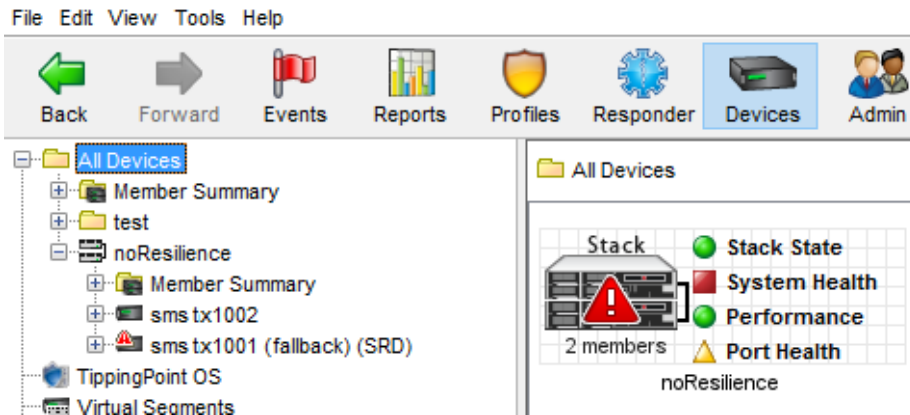 File Edit View Tools Help
Back Forward Events Reports Profiles Responder Devices Admin
All Devices
Member Summary
test
noResilience
Member Summary
sms tx1002
sms tx1001 (fallback) (SRD)
TippingPoint OS
Virtual Segments
All Devices
Stack
Stack State
System Health
Performance
2 members
Port Health
noResilience